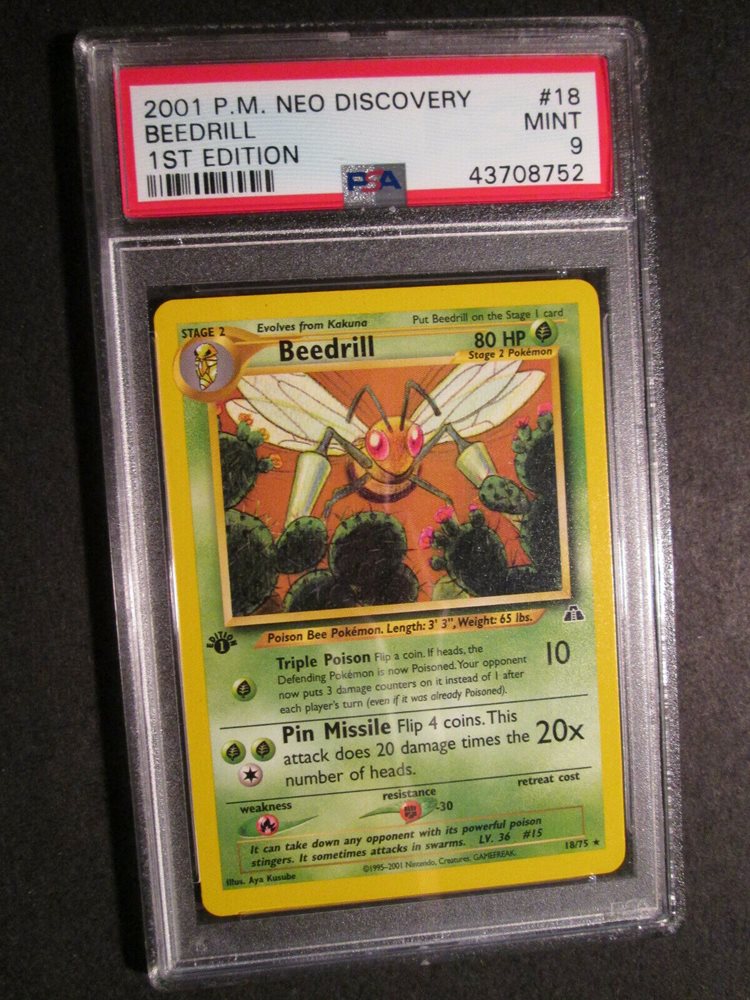 2001 P.M. NEO DISCOVERY #18
BEEDRILL MINT
1ST EDITION 9
PSA 43708752
STAGE 2 Evolves from Kakuna Put Beedrill on the Stage 1 card
Beedrill 80 HP
Stage 2 Pokémon
Poison Bee Pokémon. Length: 3' 3", Weight: 65 lbs.
EDITION 1
Triple Poison Flip a coin. If heads, the
Defending Pokémon is now Poisoned. Your opponent 10
now puts 3 damage counters on it instead of 1 after
each player's turn (even if it was already Poisoned).
Pin Missile Flip 4 coins. This
attack does 20 damage times the 20x
number of heads.
weakness resistance retreat cost
-30
It can take down any opponent with its powerful poison
stingers. It sometimes attacks in swarms. LV. 36 #15
18/75 ★
Illus. Aya Kusube ©1995-2001 Nintendo, Creatures, GAMEFREAK.
PSA